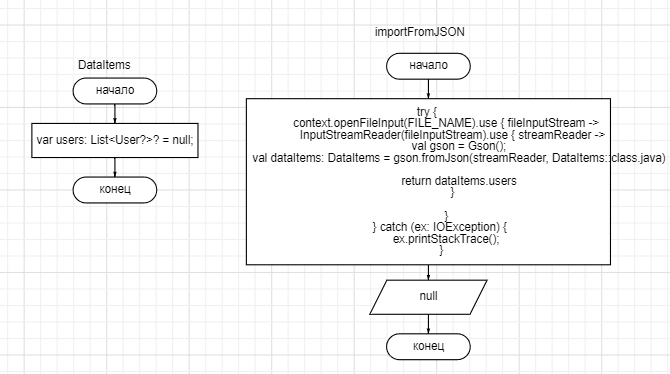 DataItems
начало
var users: List<User?>? = null;
конец
importFromJSON
начало
try {
context.openFileInput(FILE_NAME).use { fileInputStream ->
InputStreamReader(fileInputStream).use { streamReader ->
val gson = Gson();
val dataItems: DataItems = gson.fromJson(streamReader, DataItems::class.java)
return dataItems.users
}
}
} catch (ex: IOException) {
ex.printStackTrace();
}
null
конец